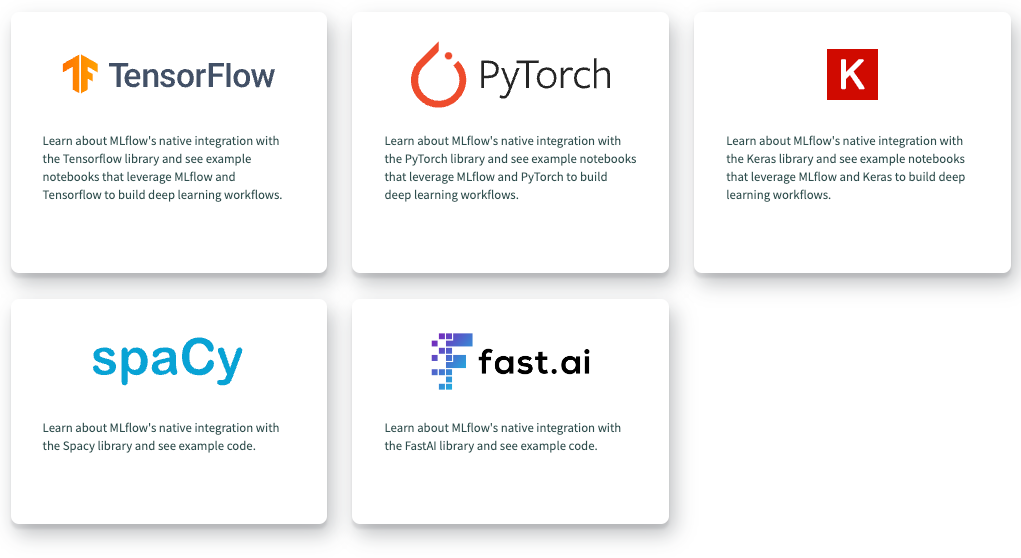 TensorFlow
Learn about MLflow's native integration with
the Tensorflow library and see example
notebooks that leverage MLflow and
Tensorflow to build deep learning workflows.
PyTorch
Learn about MLflow's native integration with
the PyTorch library and see example notebooks
that leverage MLflow and PyTorch to build
deep learning workflows.
K
Learn about MLflow's native integration with
the Keras library and see example notebooks
that leverage MLflow and Keras to build deep
learning workflows.
spaCy
Learn about MLflow's native integration with
the Spacy library and see example code.
fast.ai
Learn about MLflow's native integration with
the FastAI library and see example code.